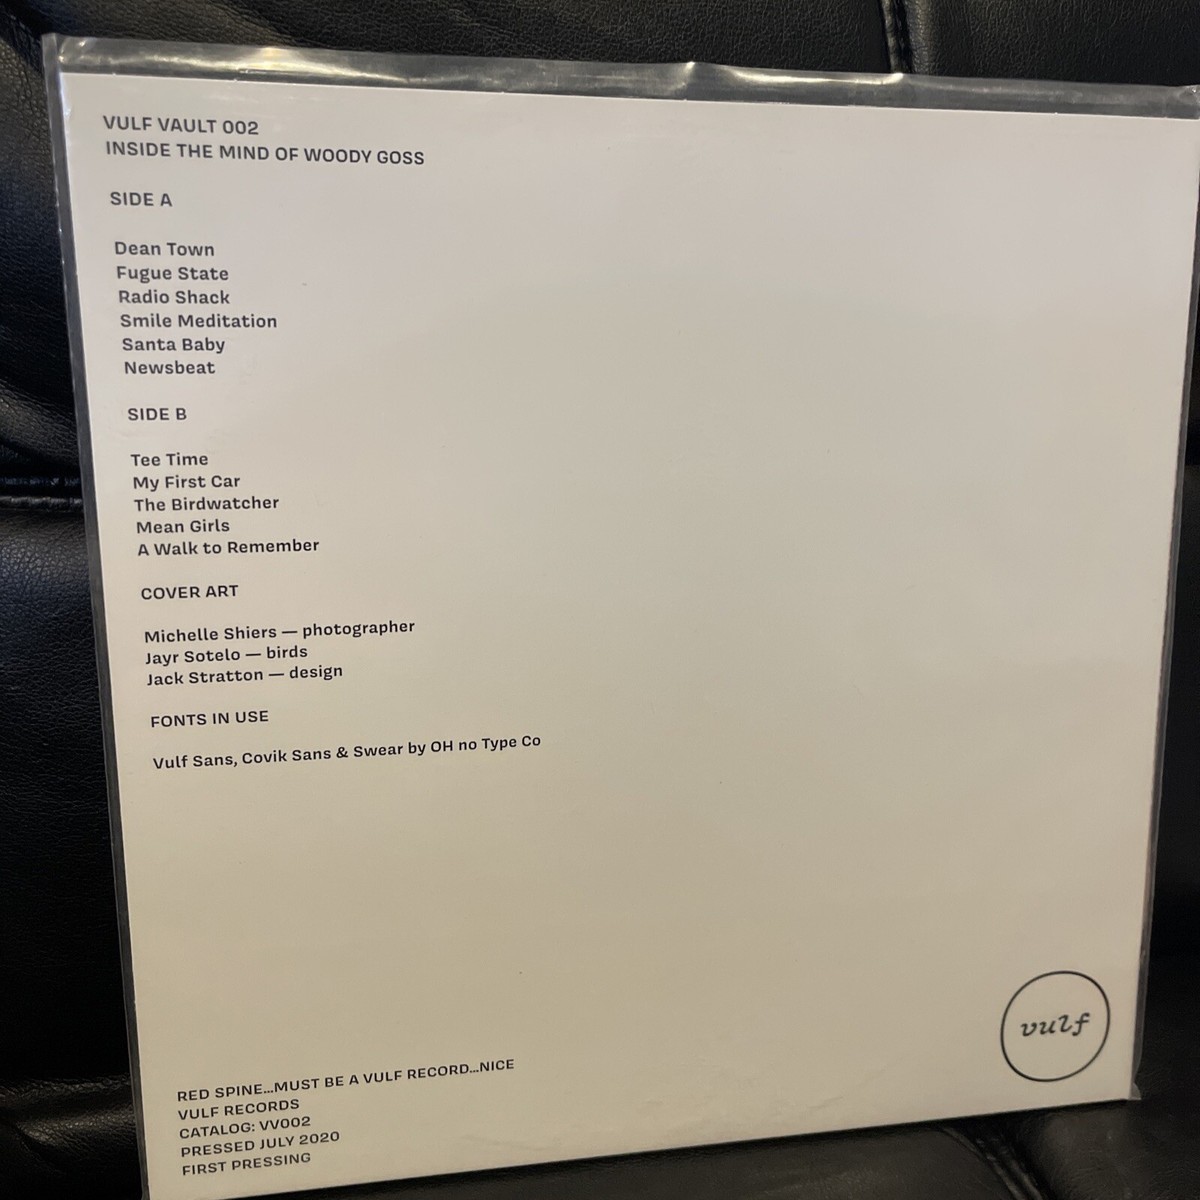 VULF VAULT 002
INSIDE THE MIND OF WOODY GOSS
SIDE A
Dean Town
Fugue State
Radio Shack
Smile Meditation
Santa Baby
Newsbeat
SIDE B
Tee Time
My First Car
The Birdwatcher
Mean Girls
A Walk to Remember
COVER ART
Michelle Shiers — photographer
Jayr Sotelo — birds
Jack Stratton — design
FONTS IN USE
Vulf Sans, Covik Sans & Swear by OH no Type Co
vulf
RED SPINE...MUST BE A VULF RECORD...NICE
VULF RECORDS
CATALOG: VV002
PRESSED JULY 2020
FIRST PRESSING